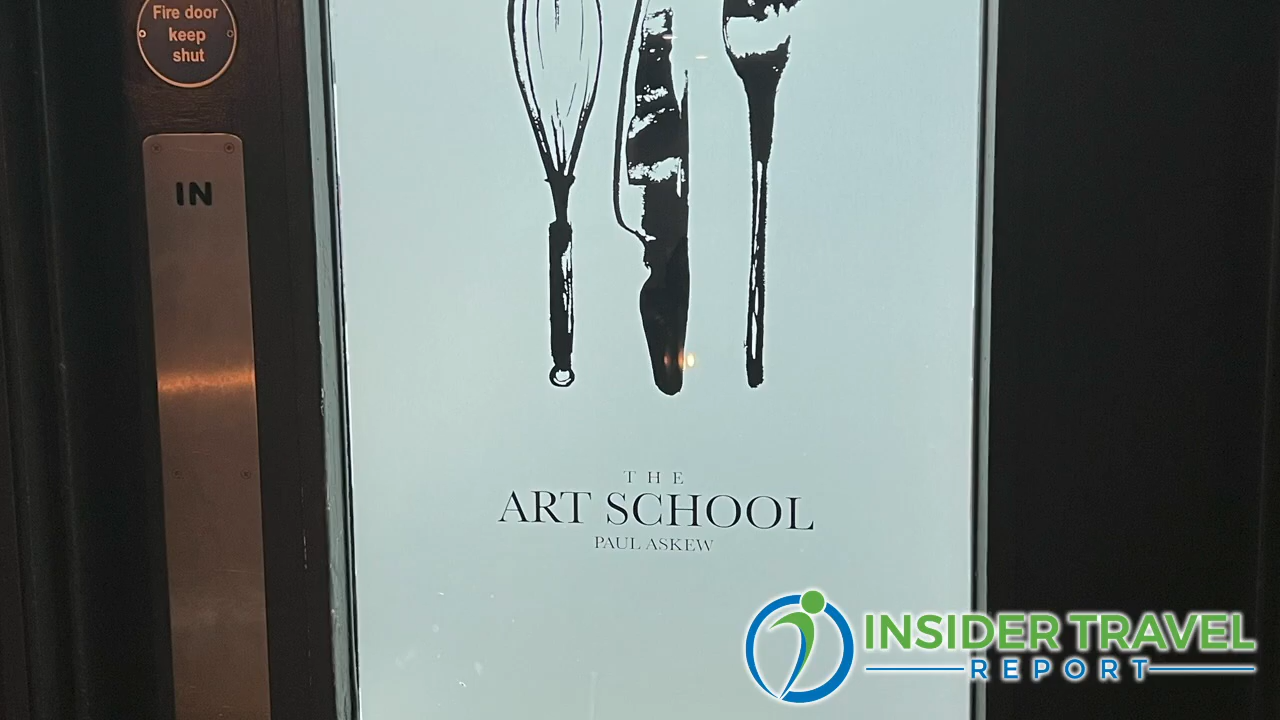 Fire door
keep
shut
IN
THE
ART SCHOOL
PAUL ASKEW
INSIDER TRAVEL
REPORT